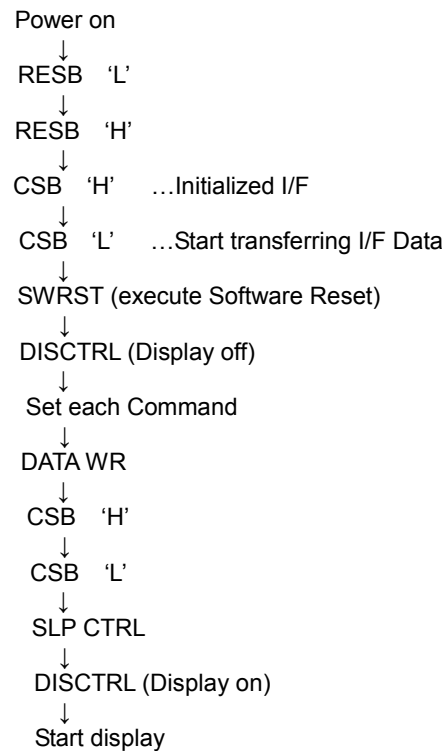 Power on
↓
RESB ‘L’
↓
RESB ‘H’
↓
CSB ‘H’ …Initialized I/F
↓
CSB ‘L’ …Start transferring I/F Data
↓
SWRST (execute Software Reset)
↓
DISCTRL (Display off)
↓
Set each Command
↓
DATA WR
↓
CSB ‘H’
↓
CSB ‘L’
↓
SLP CTRL
↓
DISCTRL (Display on)
↓
Start display